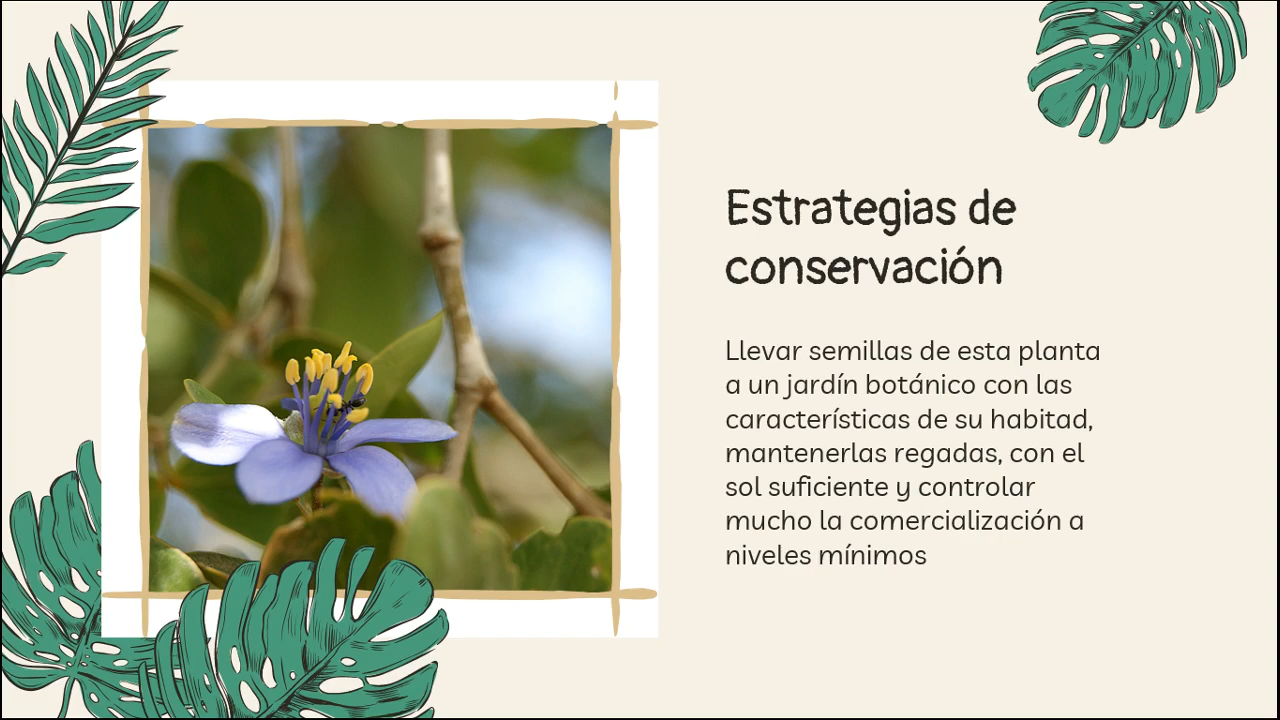 Estrategias de
conservación
Llevar semillas de esta planta
a un jardín botánico con las
características de su habitad,
mantenerlas regadas, con el
sol suficiente y controlar
mucho la comercialización a
niveles mínimos